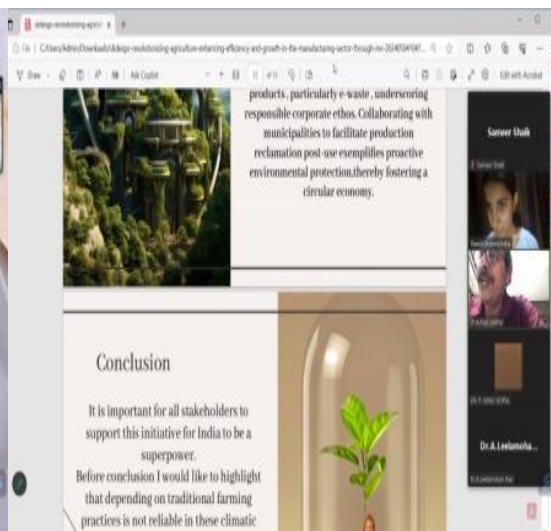 Draw
Ask Copilot
Edit with Acrobat
products , particularly e-waste , underscoring
responsible corporate ethos. Collaborating with
municipalities to facilitate production
reclamation post-use exemplifies proactive
environmental protection,thereby fostering a
circular economy.
Sameer Shaik
Sameer Shaik
Conclusion
It is important for all stakeholders to
support this initiative for India to be a
superpower.
Before conclusion I would like to highlight
that depending on traditional farming
practices is not reliable in these climatic
Dr.A.Leelamoha...